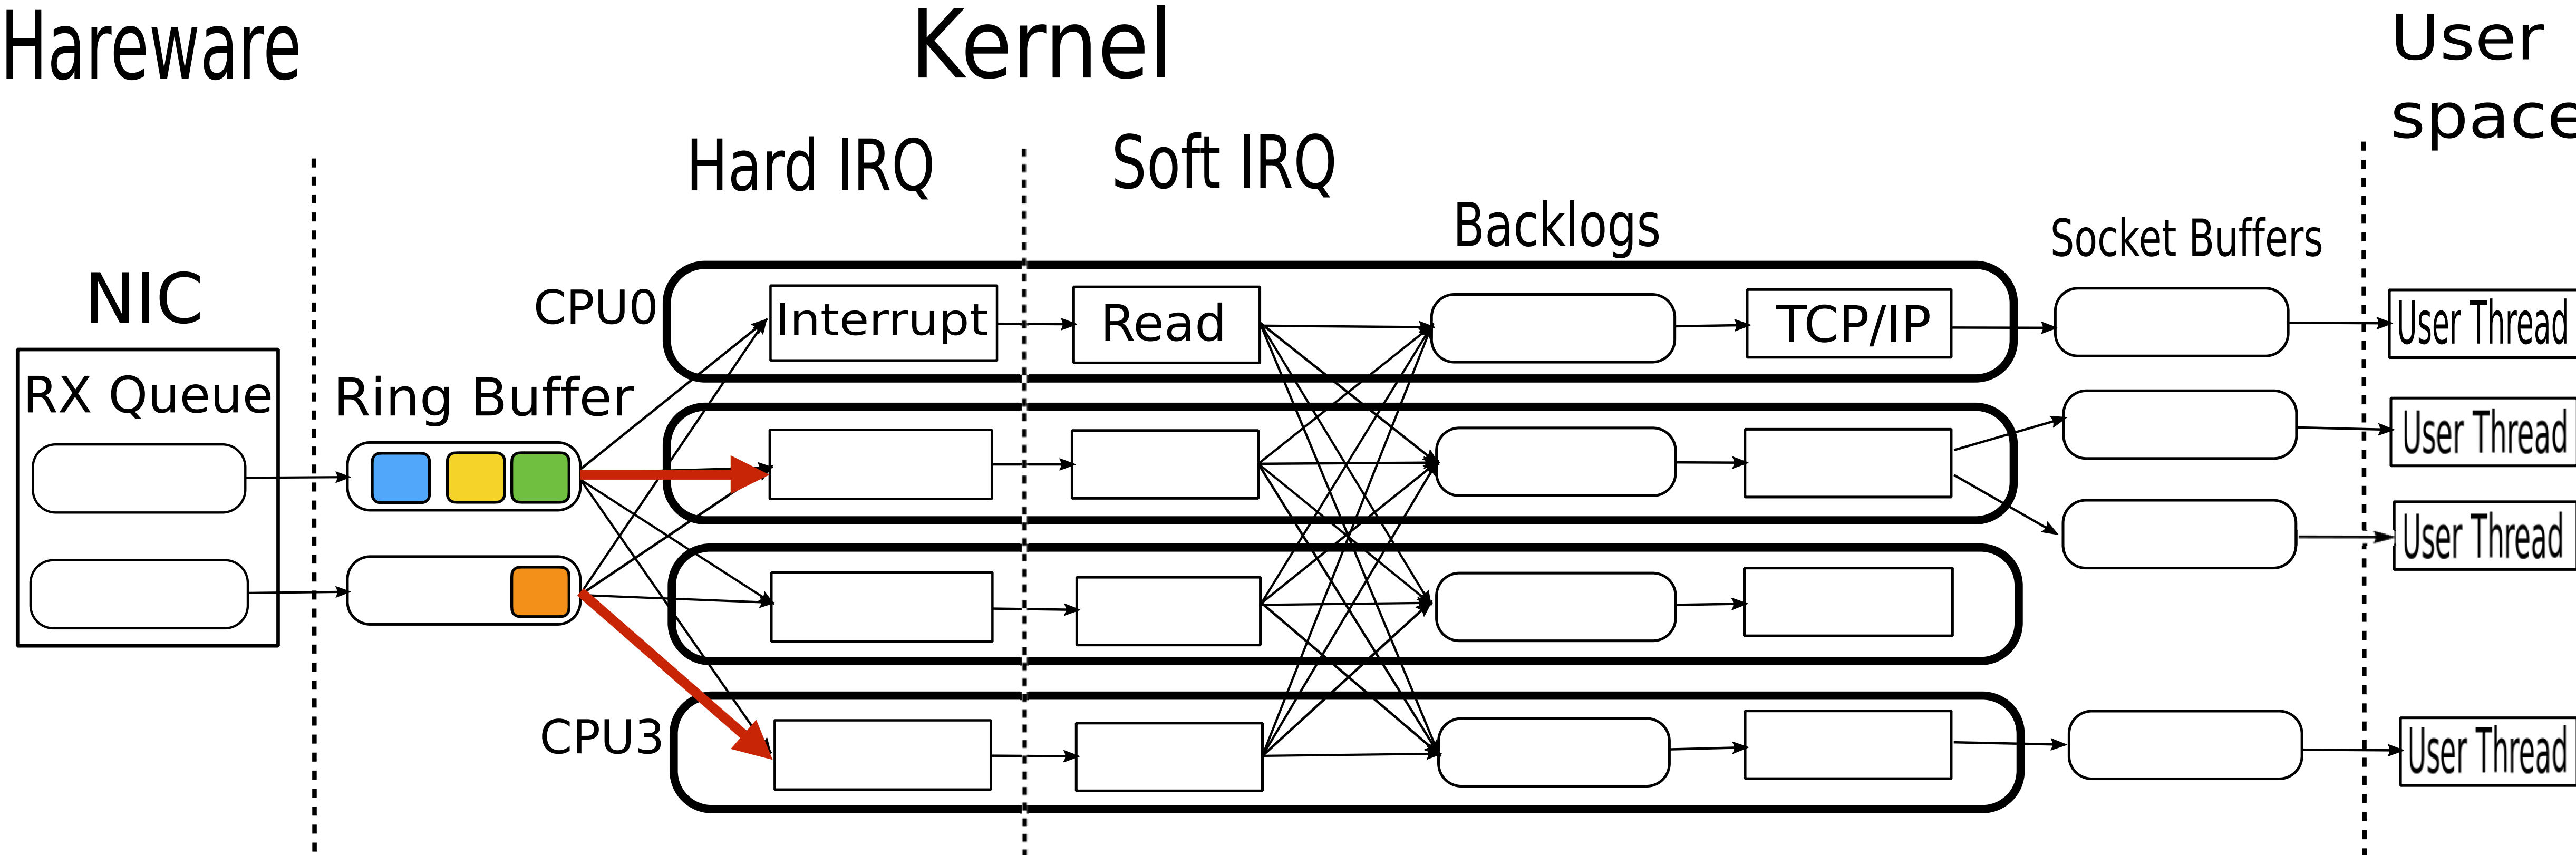 Hareware
Kernel
User
space
Hard IRQ
Soft IRQ
Backlogs
Socket Buffers
NIC
CPU0
Interrupt
Read
TCP/IP
User Thread
RX Queue
Ring Buffer
User Thread
User Thread
CPU3
User Thread